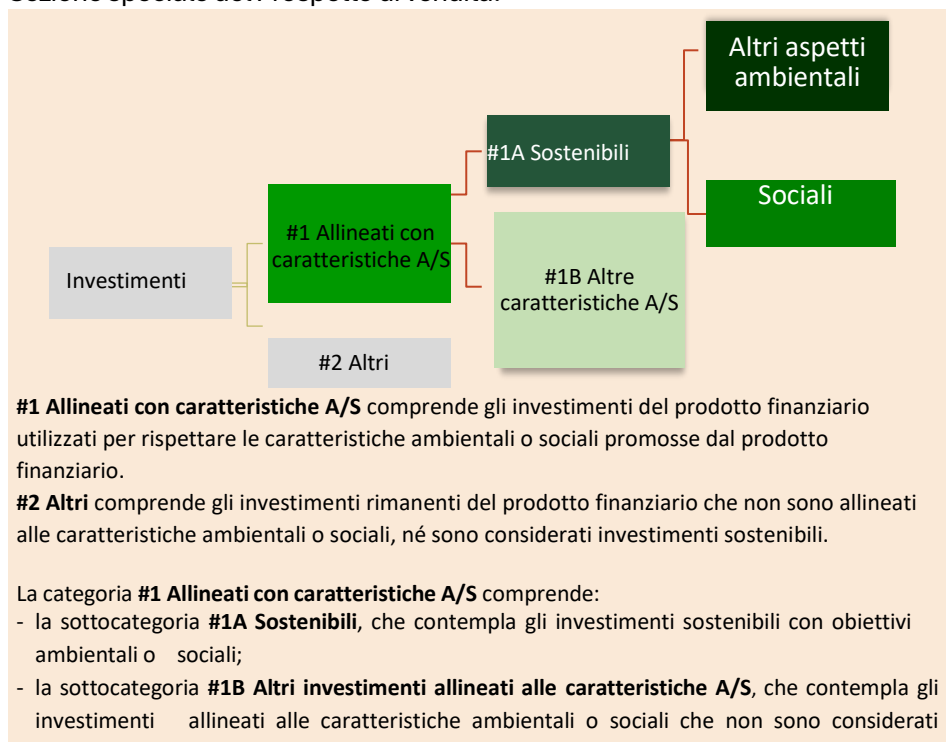 Altri aspetti
ambientali
#1A Sostenibili
Sociali
#1 Allineati con
caratteristiche A/S
Investimenti
#1B Altre
caratteristiche A/S
#2 Altri
#1 Allineati con caratteristiche A/S comprende gli investimenti del prodotto finanziario
utilizzati per rispettare le caratteristiche ambientali o sociali promosse dal prodotto
finanziario.
#2 Altri comprende gli investimenti rimanenti del prodotto finanziario che non sono allineati
alle caratteristiche ambientali o sociali, né sono considerati investimenti sostenibili.
La categoria #1 Allineati con caratteristiche A/S comprende:
- la sottocategoria #1A Sostenibili, che contempla gli investimenti sostenibili con obiettivi
ambientali o sociali;
- la sottocategoria #1B Altri investimenti allineati alle caratteristiche A/S, che contempla gli
investimenti allineati alle caratteristiche ambientali o sociali che non sono considerati